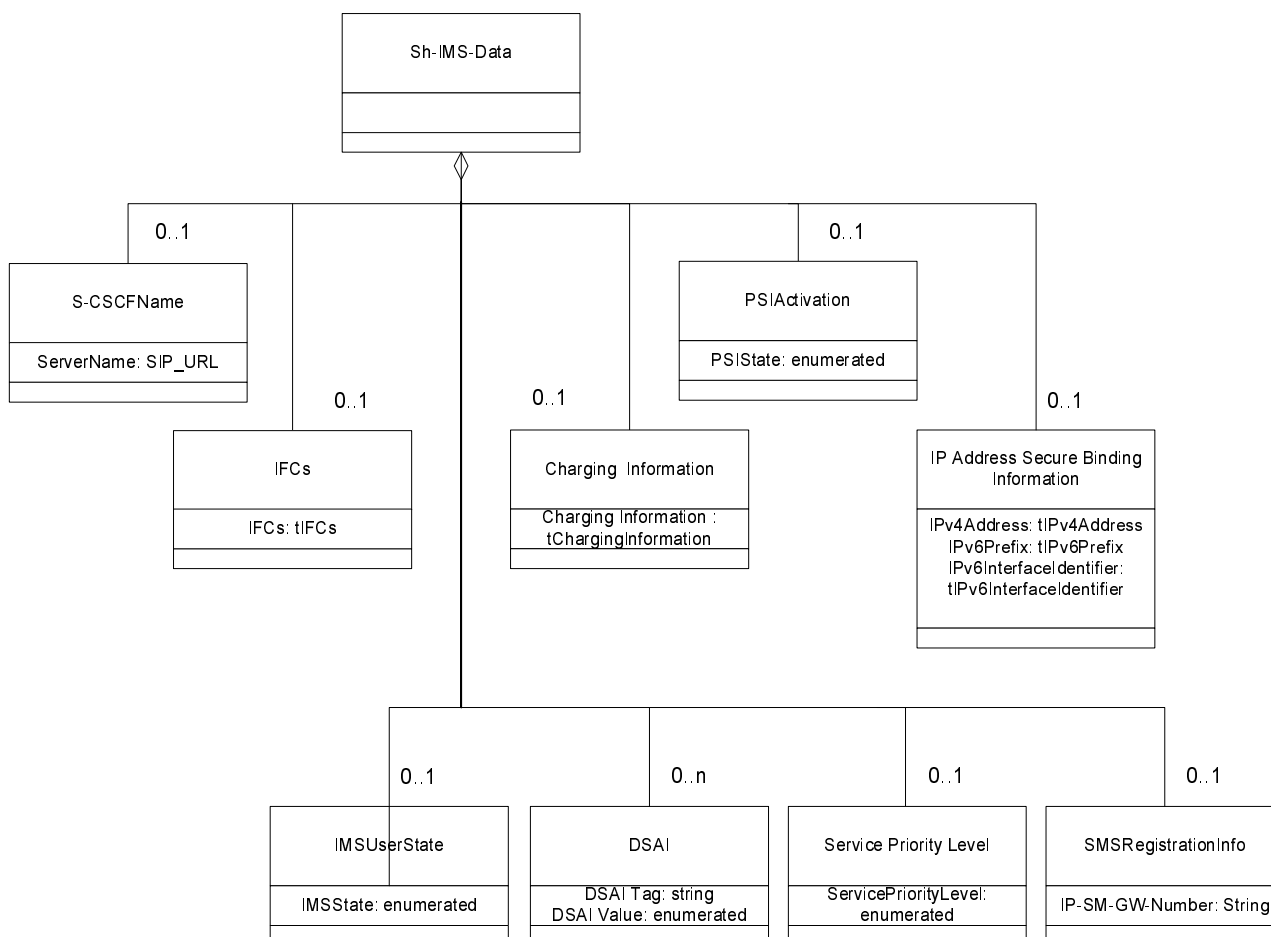 Sh-IMS-Data
0..1
0..1
S-CSCFName
ServerName: SIP_URL
PSIActivation
PSIState: enumerated
0..1
0..1
0..1
IFCs
IFCs: tIFCs
Charging Information
Charging Information :
tChargingInformation
IP Address Secure Binding
Information
IPv4Address: tIPv4Address
IPv6Prefix: tIPv6Prefix
IPv6InterfaceIdentifier:
tIPv6InterfaceIdentifier
0..1
0..n
0..1
0..1
IMSUserState
IMSState: enumerated
DSAI
DSAI Tag: string
DSAI Value: enumerated
Service Priority Level
ServicePriorityLevel:
enumerated
SMSRegistrationInfo
IP-SM-GW-Number: String